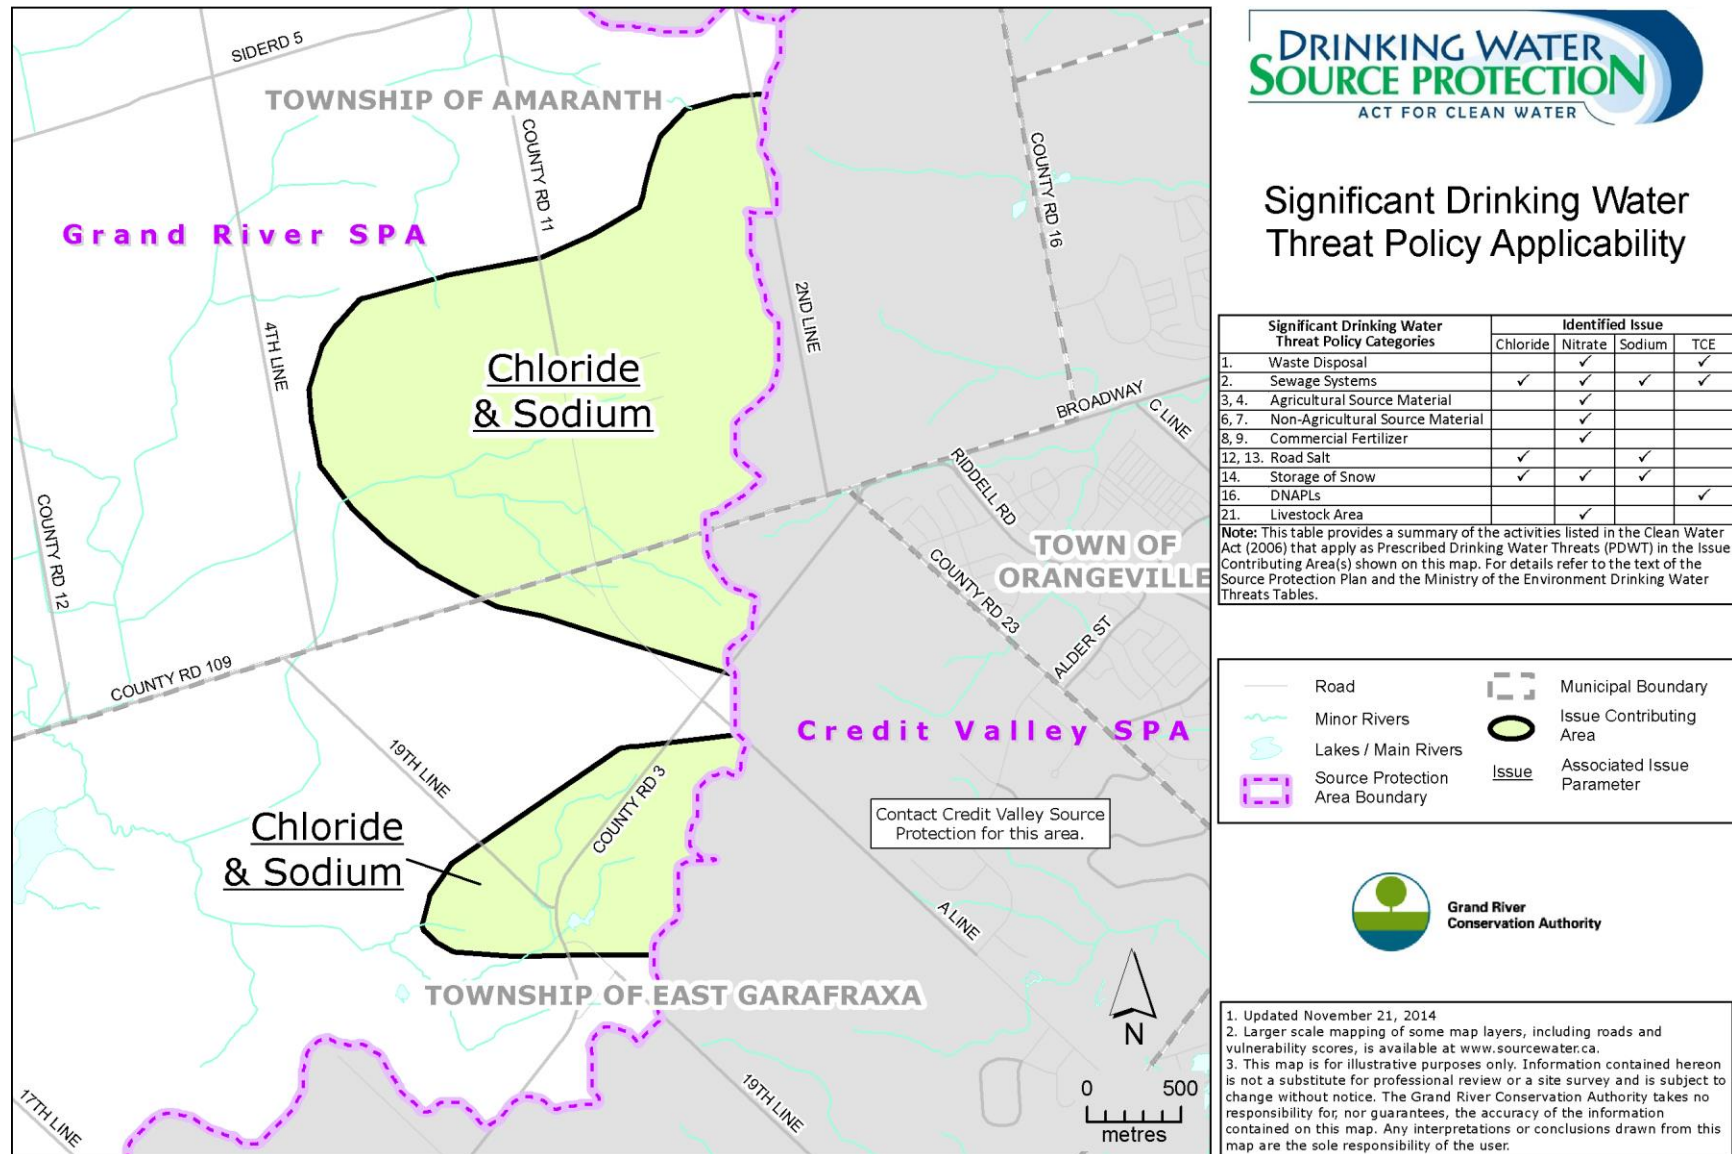 SIDERD 5
TOWNSHIP OF AMARANTH
COUNTY RD 11
COUNTY RD 16
Grand River SPA
2ND LINE
4TH LINE
Chloride
& Sodium
BROADWAY
C LINE
RIDDELL RD
COUNTY RD 12
TOWN OF
ORANGEVILLE
COUNTY RD 23
ALDER ST
COUNTY RD 109
Credit Valley SPA
19TH LINE
COUNTY RD 3
Chloride
& Sodium
Contact Credit Valley Source
Protection for this area.
A LINE
TOWNSHIP OF EAST GARAFRAXA
N
0 500
metres
17TH LINE
19TH LINE
DRINKING WATER
SOURCE PROTECTION
ACT FOR CLEAN WATER
Significant Drinking Water
Threat Policy Applicability
Significant Drinking Water
Threat Policy Categories
Identified Issue
Chloride Nitrate Sodium TCE
1. Waste Disposal ✓ ✓
2. Sewage Systems ✓ ✓ ✓ ✓
3, 4. Agricultural Source Material ✓
6, 7. Non-Agricultural Source Material ✓
8, 9. Commercial Fertilizer ✓
12, 13. Road Salt ✓ ✓
14. Storage of Snow ✓ ✓ ✓
16. DNAPLs ✓
21. Livestock Area ✓
Note: This table provides a summary of the activities listed in the Clean Water
Act (2006) that apply as Prescribed Drinking Water Threats (PDWT) in the Issue
Contributing Area(s) shown on this map. For details refer to the text of the
Source Protection Plan and the Ministry of the Environment Drinking Water
Threats Tables.
Road
Minor Rivers
Lakes / Main Rivers
Source Protection
Area Boundary
Municipal Boundary
Issue Contributing
Area
Issue
Associated Issue
Parameter
Grand River
Conservation Authority
1. Updated November 21, 2014
2. Larger scale mapping of some map layers, including roads and
vulnerability scores, is available at www.sourcewater.ca.
3. This map is for illustrative purposes only. Information contained hereon
is not a substitute for professional review or a site survey and is subject to
change without notice. The Grand River Conservation Authority takes no
responsibility for, nor guarantees, the accuracy of the information
contained on this map. Any interpretations or conclusions drawn from this
map are the sole responsibility of the user.